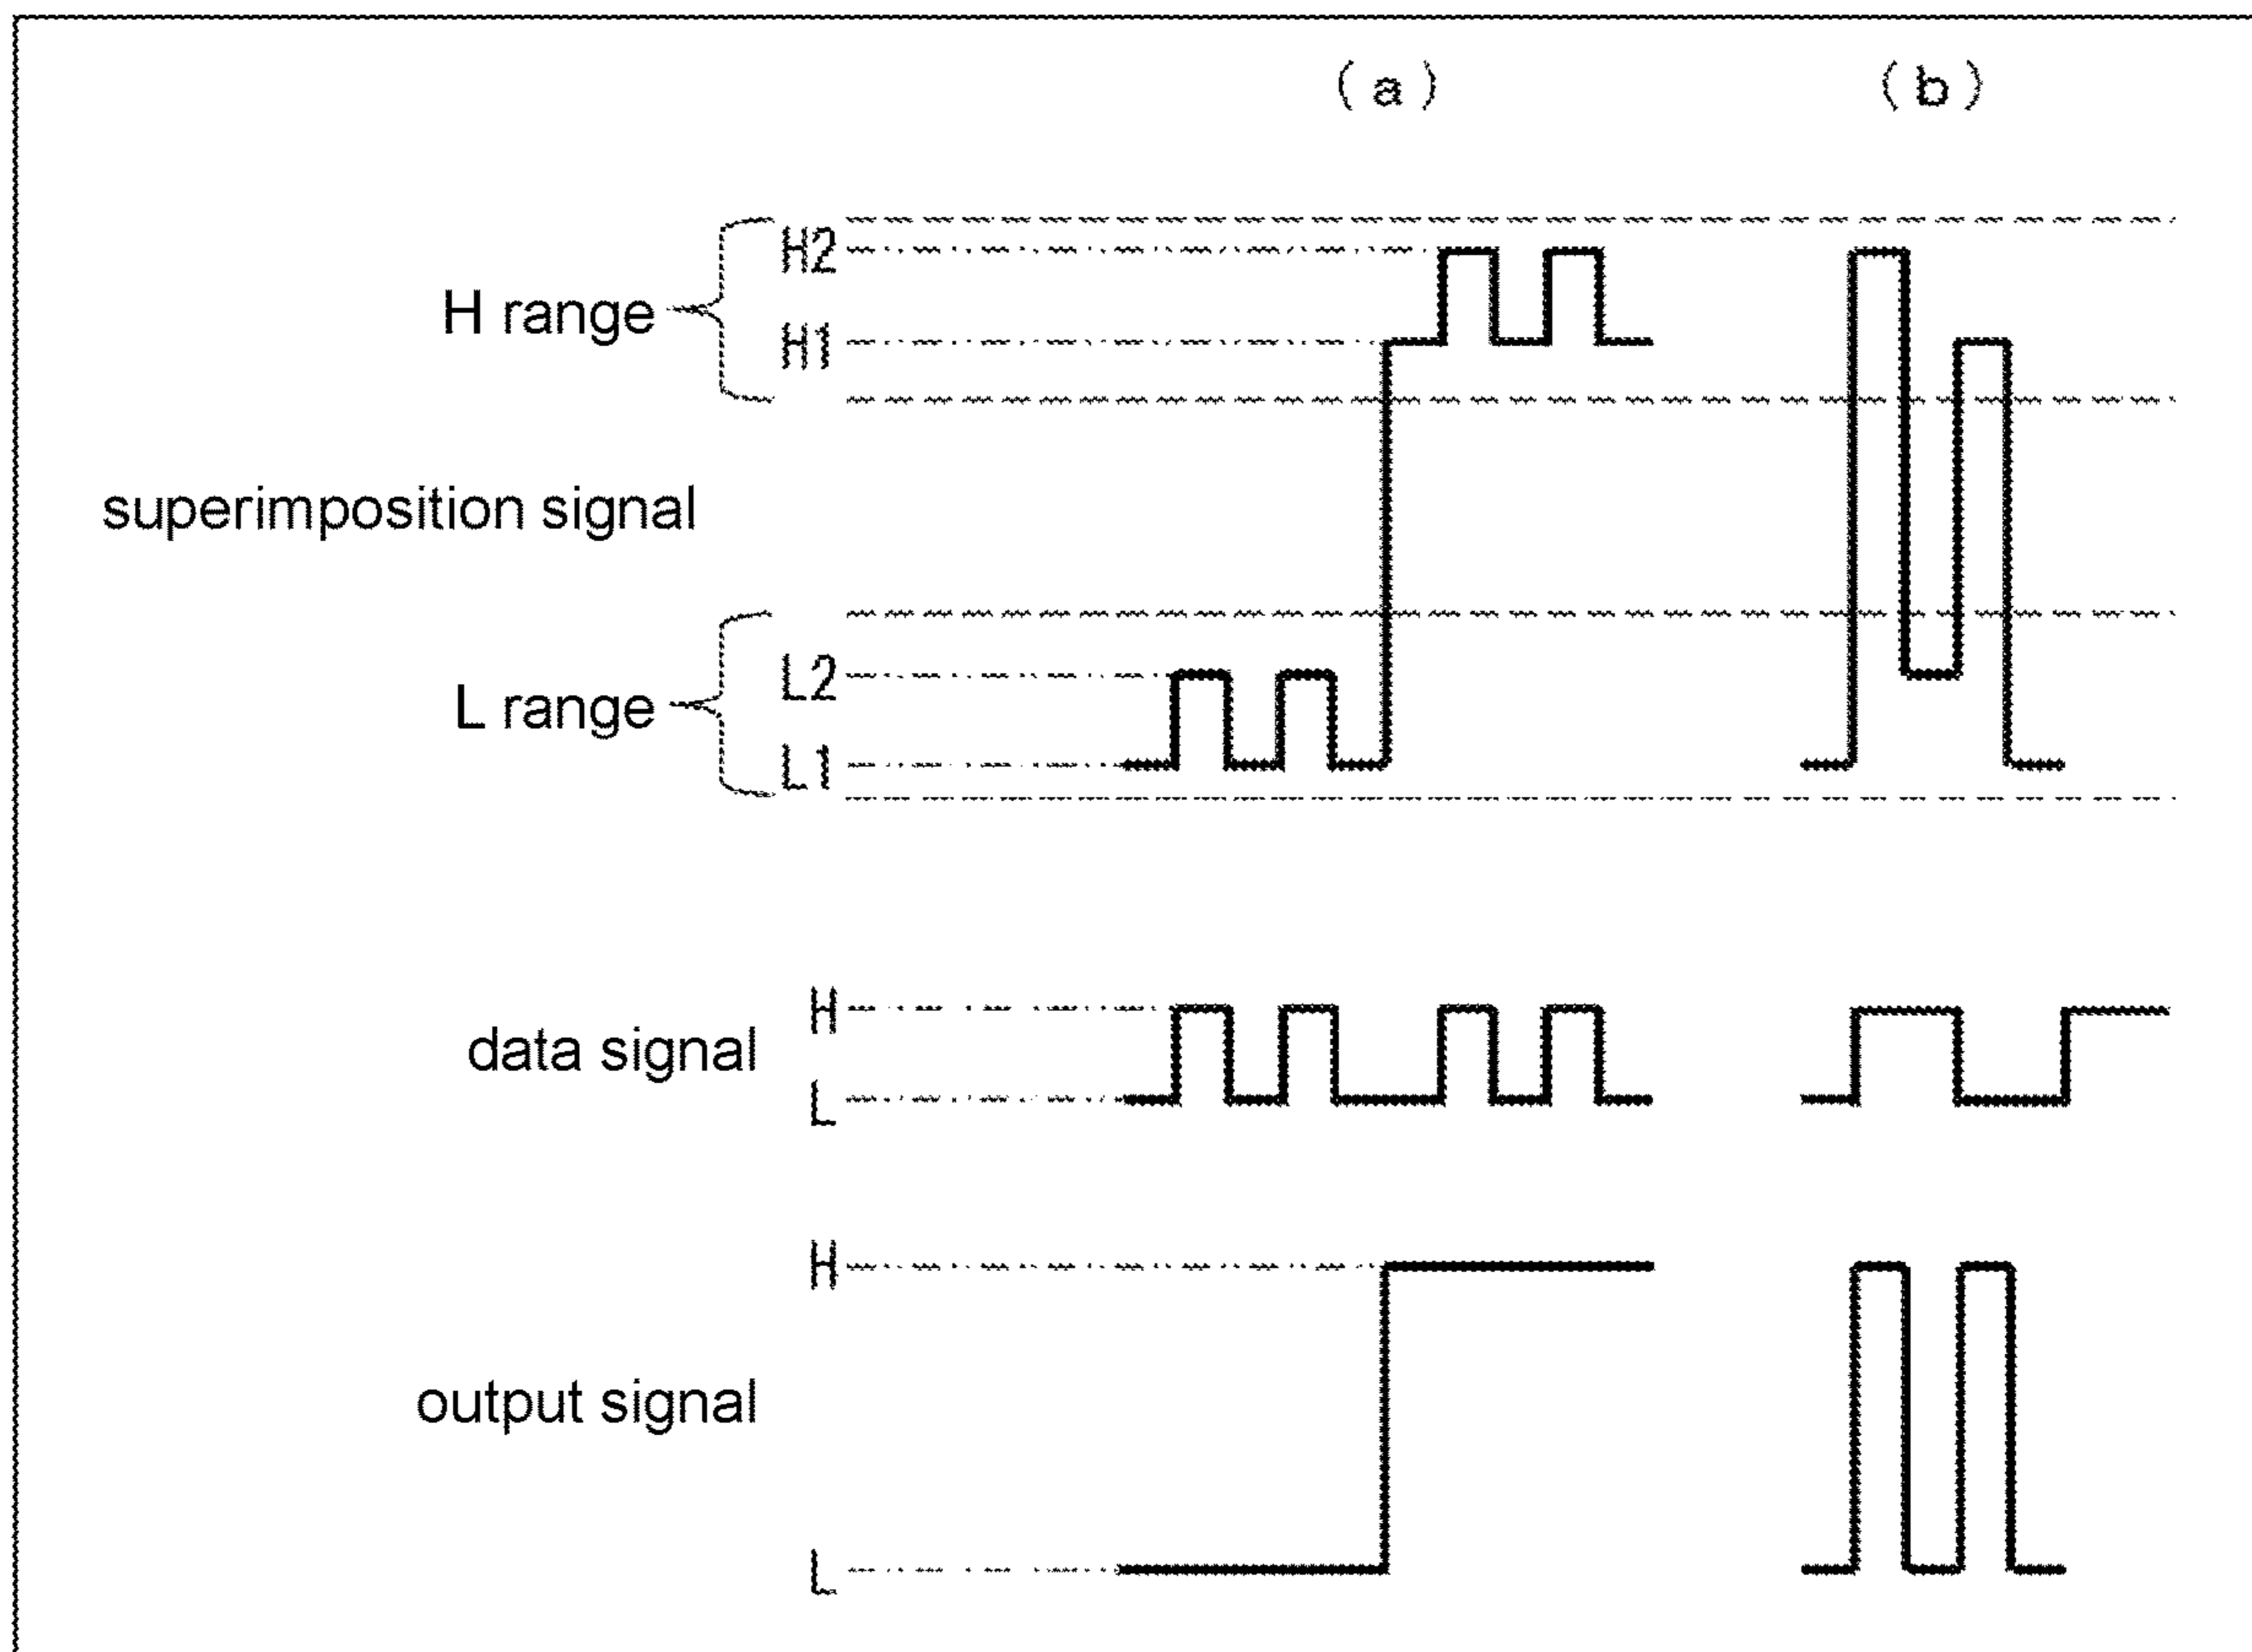 (a)
(b)
H2
H range
H1
superimposition signal
L2
L range
L1
H
data signal
L
H
output signal
L